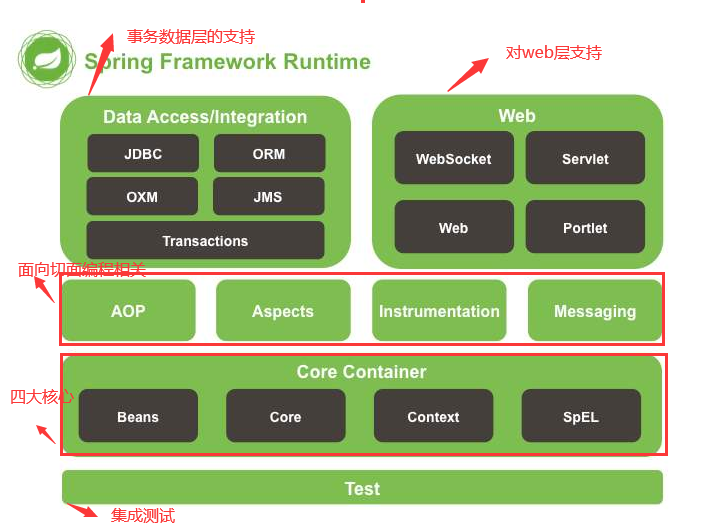 事务数据层的支持
Spring Framework Runtime
对web层支持
Data Access/Integration
JDBC
ORM
OXM
JMS
Transactions
Web
WebSocket
Servlet
Web
Portlet
面向切面编程相关
AOP
Aspects
Instrumentation
Messaging
Core Container
四大核心
Beans
Core
Context
SpEL
Test
集成测试